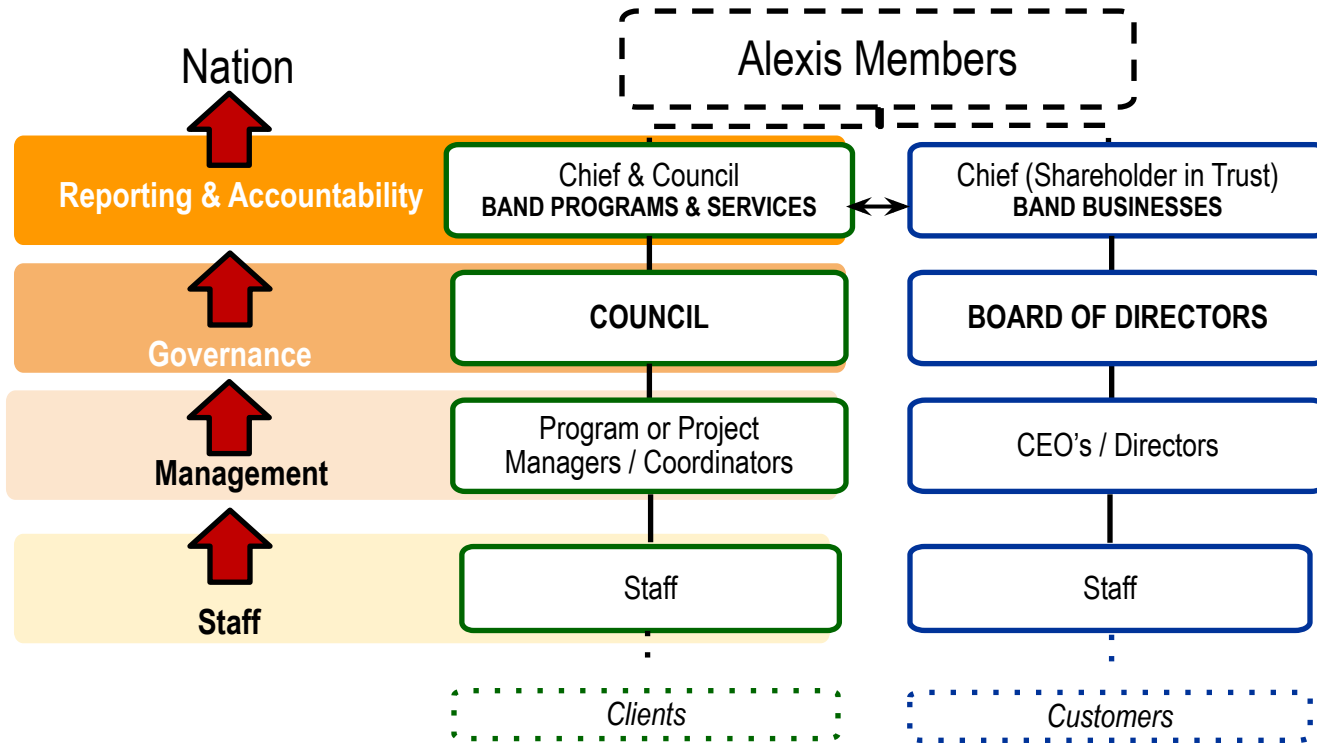 Nation
Alexis Members
Reporting & Accountability
Chief & Council
BAND PROGRAMS & SERVICES
Chief (Shareholder in Trust)
BAND BUSINESSES
Governance
COUNCIL
BOARD OF DIRECTORS
Management
Program or Project
Managers / Coordinators
CEO’s / Directors
Staff
Staff
Staff
Clients
Customers